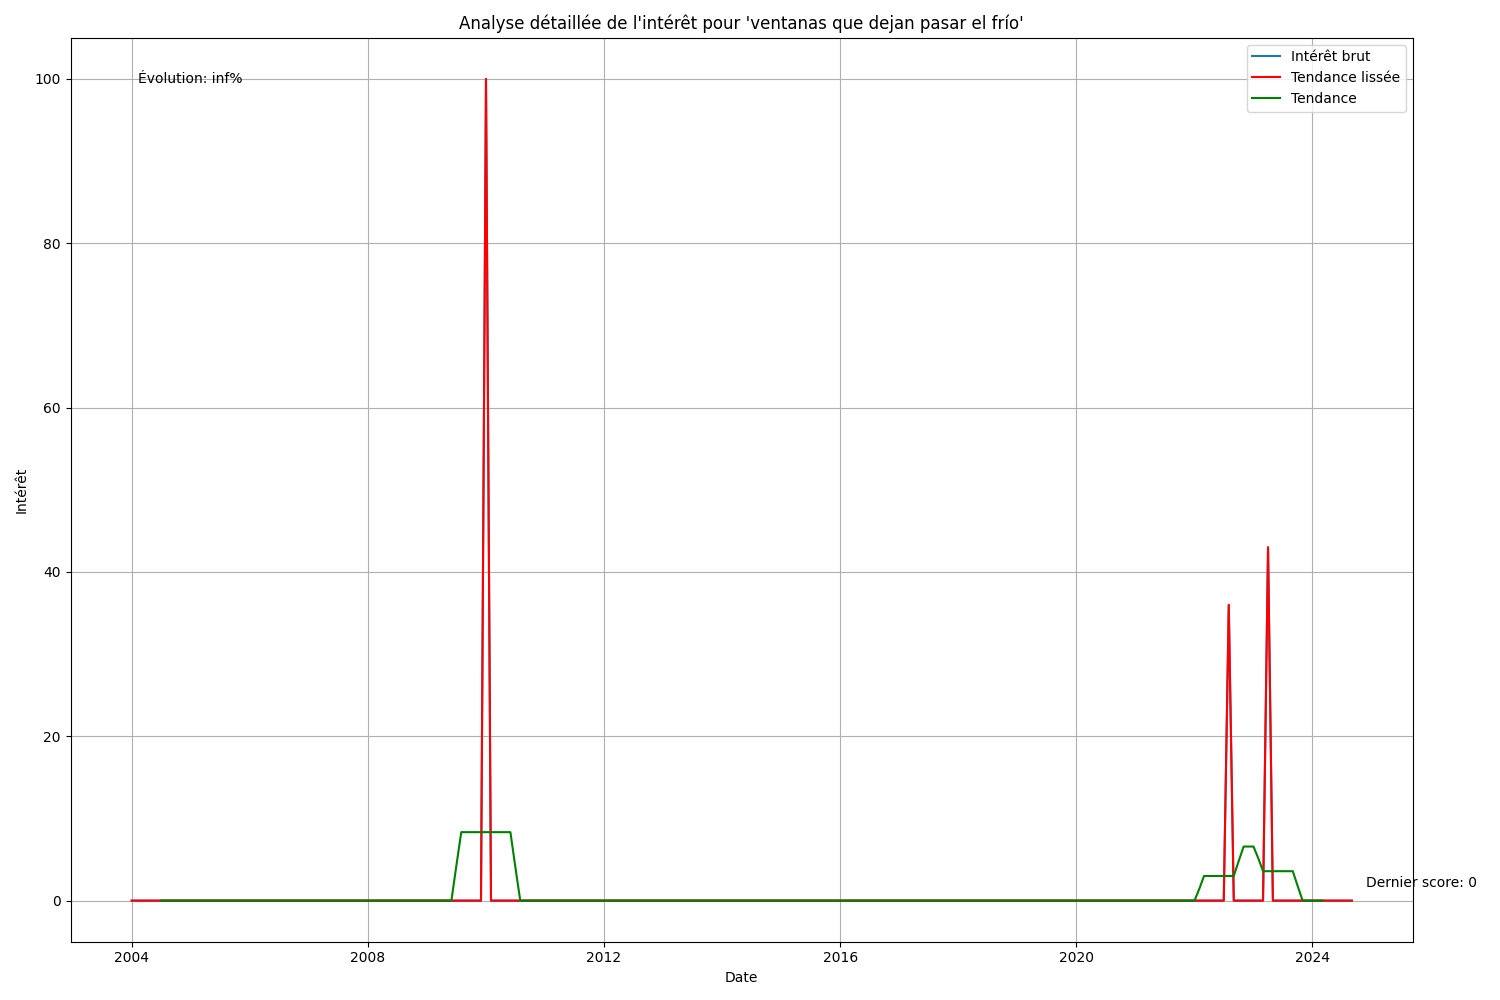 Analyse détaillée de l'intérêt pour 'ventanas que dejan pasar el frío'
Évolution: inf%
Intérêt brut
Tendance lissée
Tendance
100
80
60
40
20
0
Intérêt
Dernier score: 0
2004
2008
2012
2016
2020
2024
Date